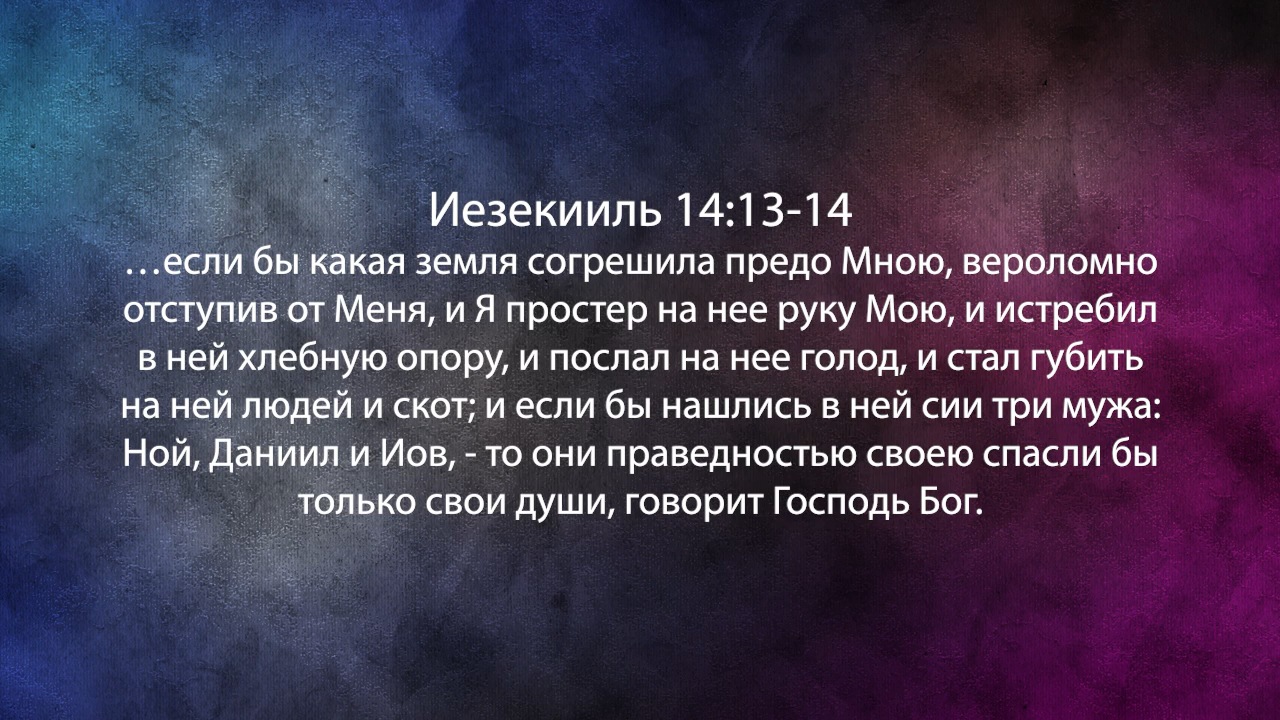 Иезекииль 14:13-14
…если бы какая земля согрешила предо Мною, вероломно
отступив от Меня, и Я простер на нее руку Мою, и истребил
в ней хлебную опору, и послал на нее голод, и стал губить
на ней людей и скот; и если бы нашлись в ней сии три мужа:
Ной, Даниил и Иов, - то они праведностью своею спасли бы
только свои души, говорит Господь Бог.